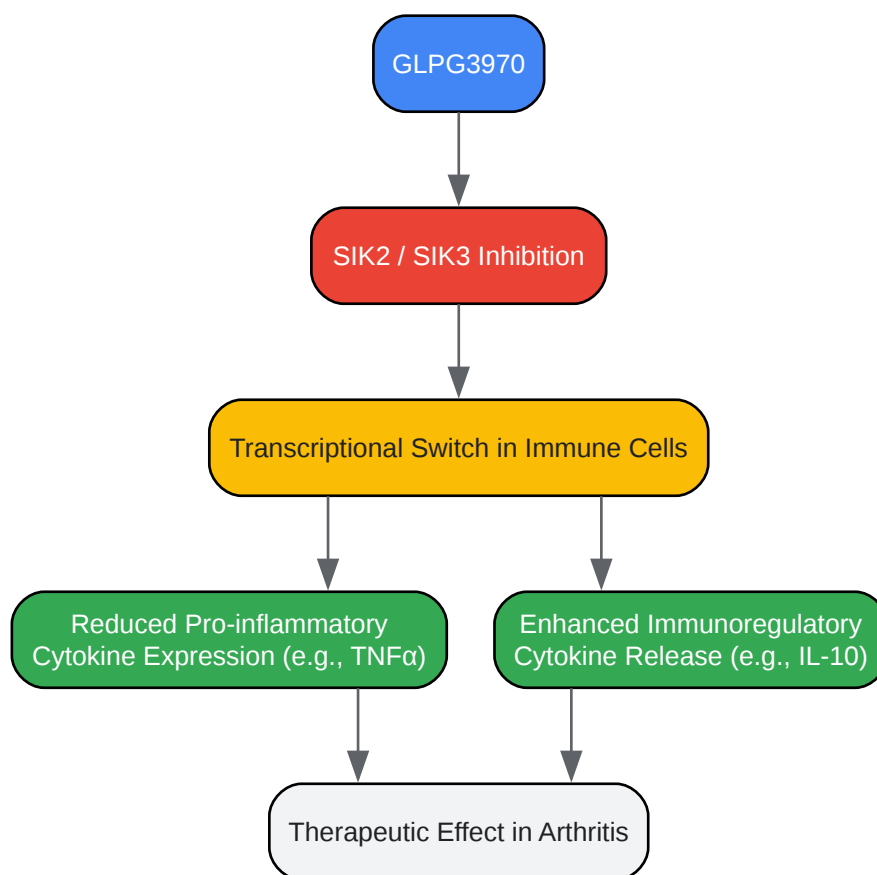 GLPG3970
SIK2 / SIK3 Inhibition
Transcriptional Switch in Immune Cells
Reduced Pro-inflammatory
Cytokine Expression (e.g., TNFα)
Enhanced Immunoregulatory
Cytokine Release (e.g., IL-10)
Therapeutic Effect in Arthritis